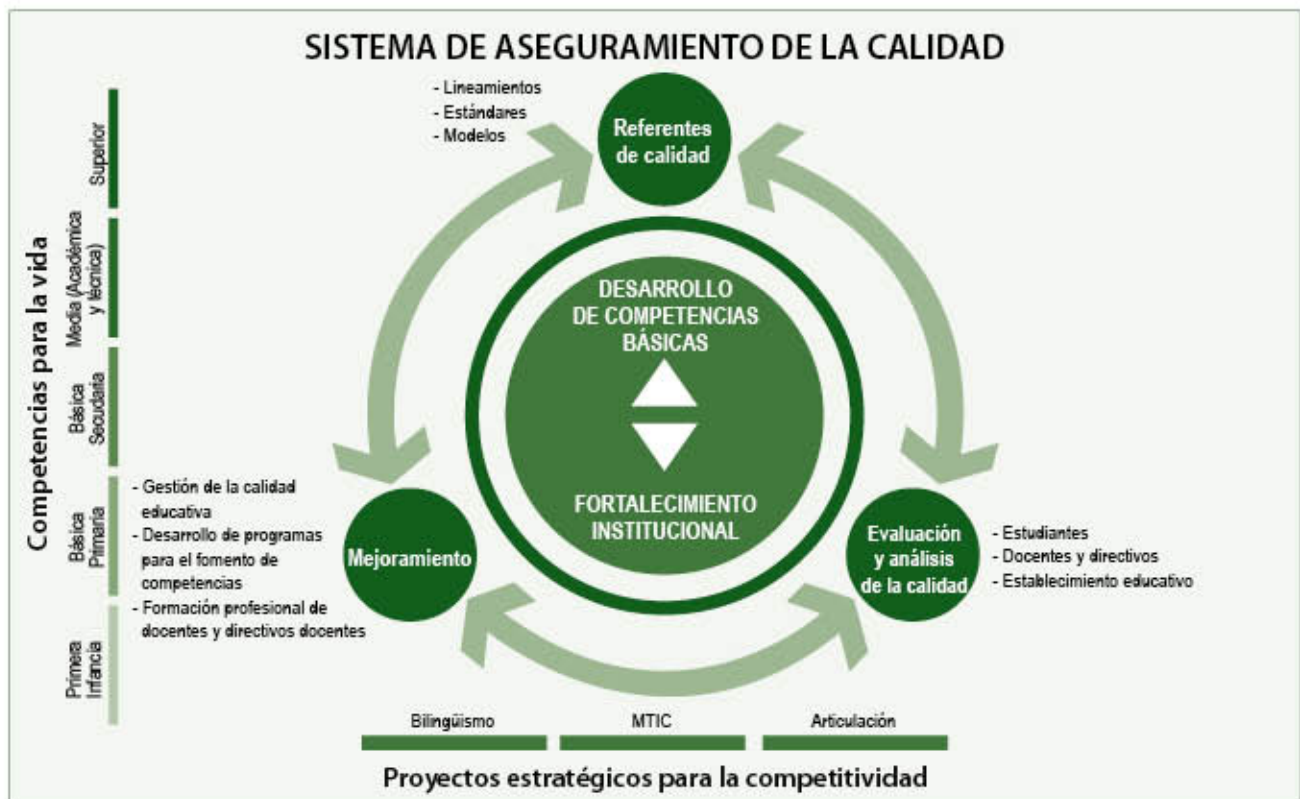 SISTEMA DE ASEGURAMIENTO DE LA CALIDAD
- Lineamientos
- Estándares
- Modelos
Referentes
de calidad
Competencias para la vida
Superior
Media (Académica
y técnica)
Básica
Secudaria
Básica
Primaria
Primera
Infancia
DESARROLLO
DE COMPETENCIAS
BÁSICAS
FORTALECIMIENTO
INSTITUCIONAL
- Gestión de la calidad
educativa
- Desarrollo de programas
para el fomento de
competencias
- Formación profesional de
docentes y directivos docentes
Mejoramiento
Evaluación
y análisis
de la calidad
- Estudiantes
- Docentes y directivos
- Establecimiento educativo
Bilingüismo
MTIC
Articulación
Proyectos estratégicos para la competitividad